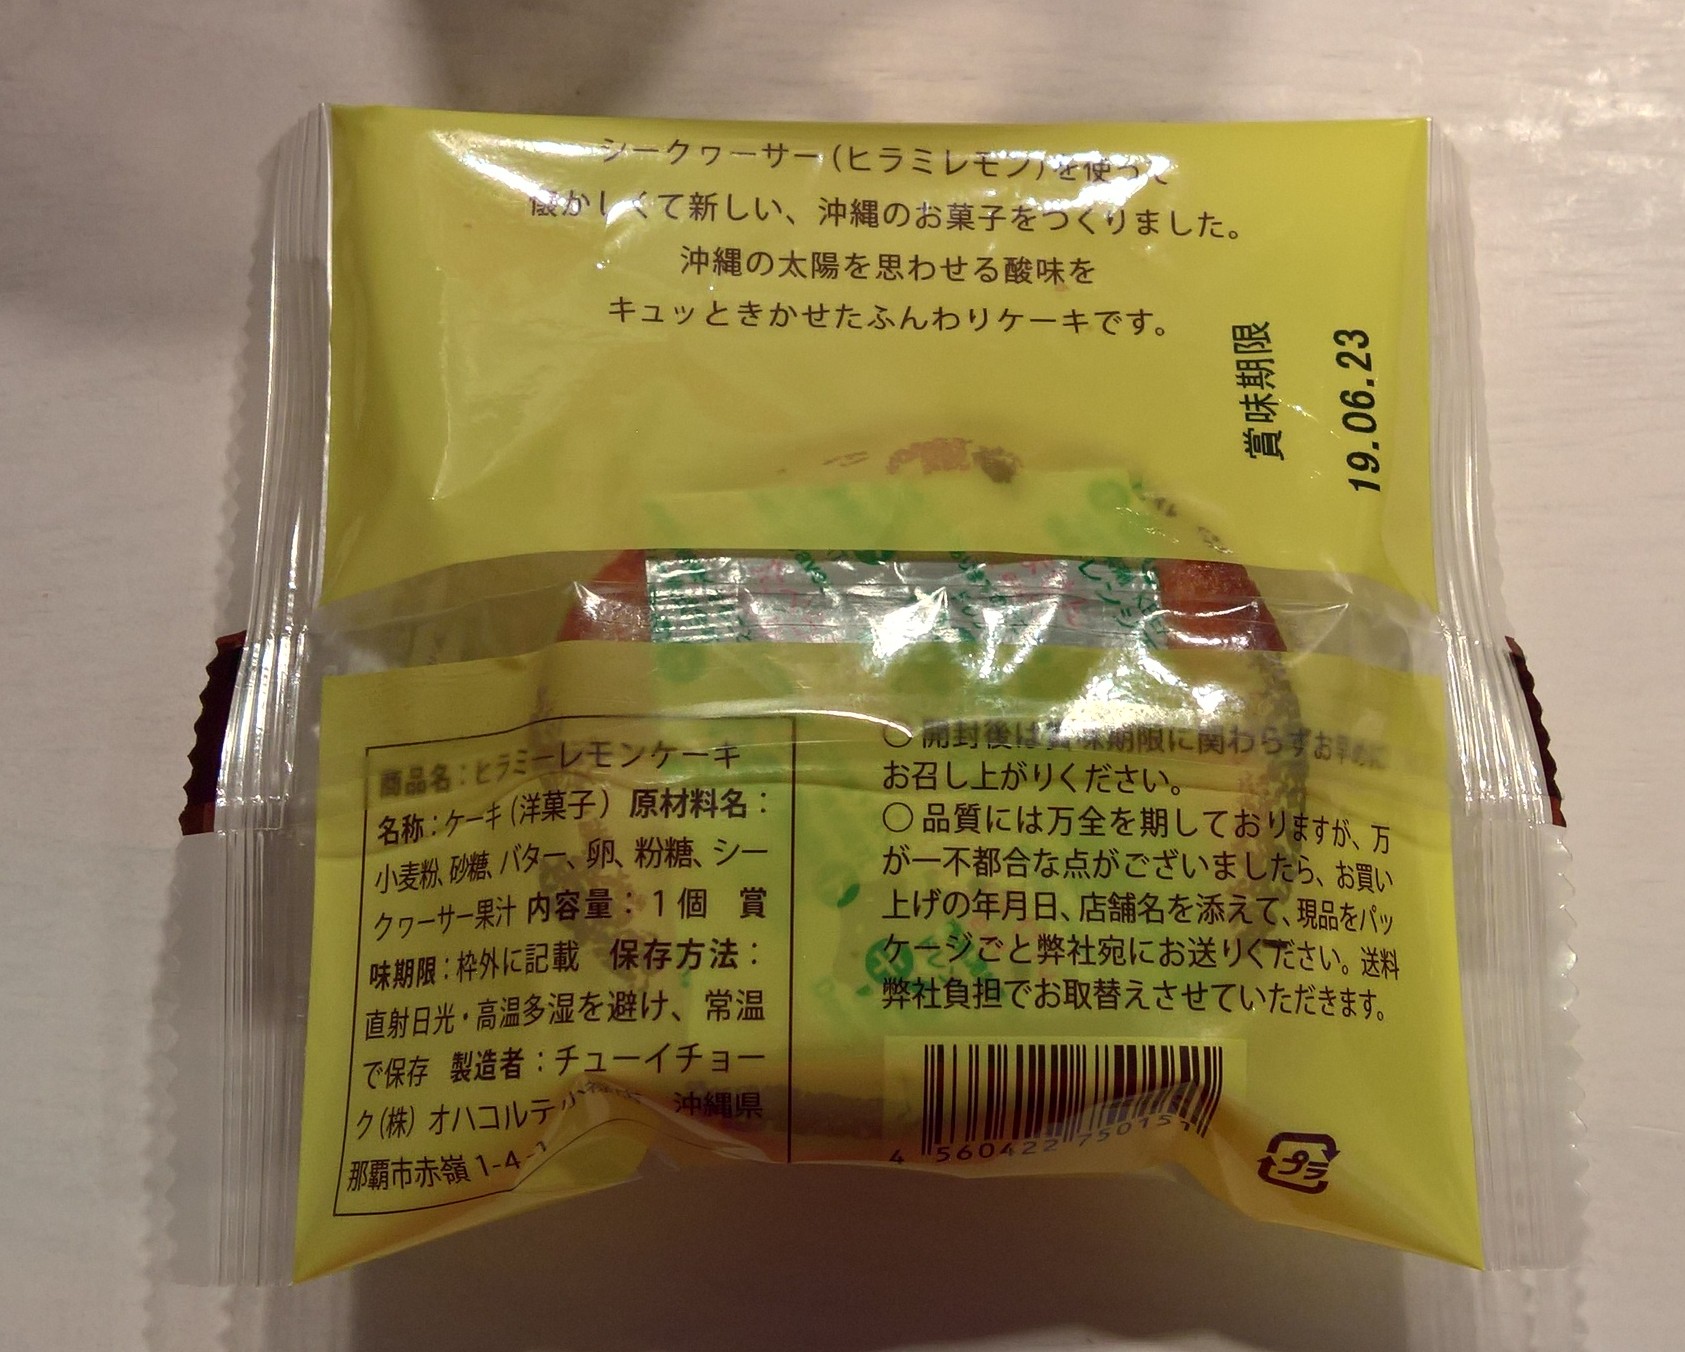 シークヮーサー(ヒラミレモン)を使って
懐かしくて新しい、沖縄のお菓子をつくりました。
沖縄の太陽を思わせる酸味を
キュッときかせたふんわりケーキです。
賞味期限
19.06.23
商品名：ヒラミーレモンケーキ
名称：ケーキ(洋菓子) 原材料名：
小麦粉、砂糖、バター、卵、粉糖、シー
クヮーサー果汁 内容量：1個 賞
味期限：枠外に記載 保存方法：
直射日光・高温多湿を避け、常温
で保存 製造者：チューイチョー
ク(株) オハコルテ 沖縄県
那覇市赤嶺1-4-1
○開封後は賞味期限に関わらずお早めに
お召し上がりください。
○品質には万全を期しておりますが、万
が一不都合な点がございましたら、お買い
上げの年月日、店舗名を添えて、現品をパッ
ケージごと弊社宛にお送りください。送料
弊社負担でお取替えさせていただきます。
4 560422 750157
プラ